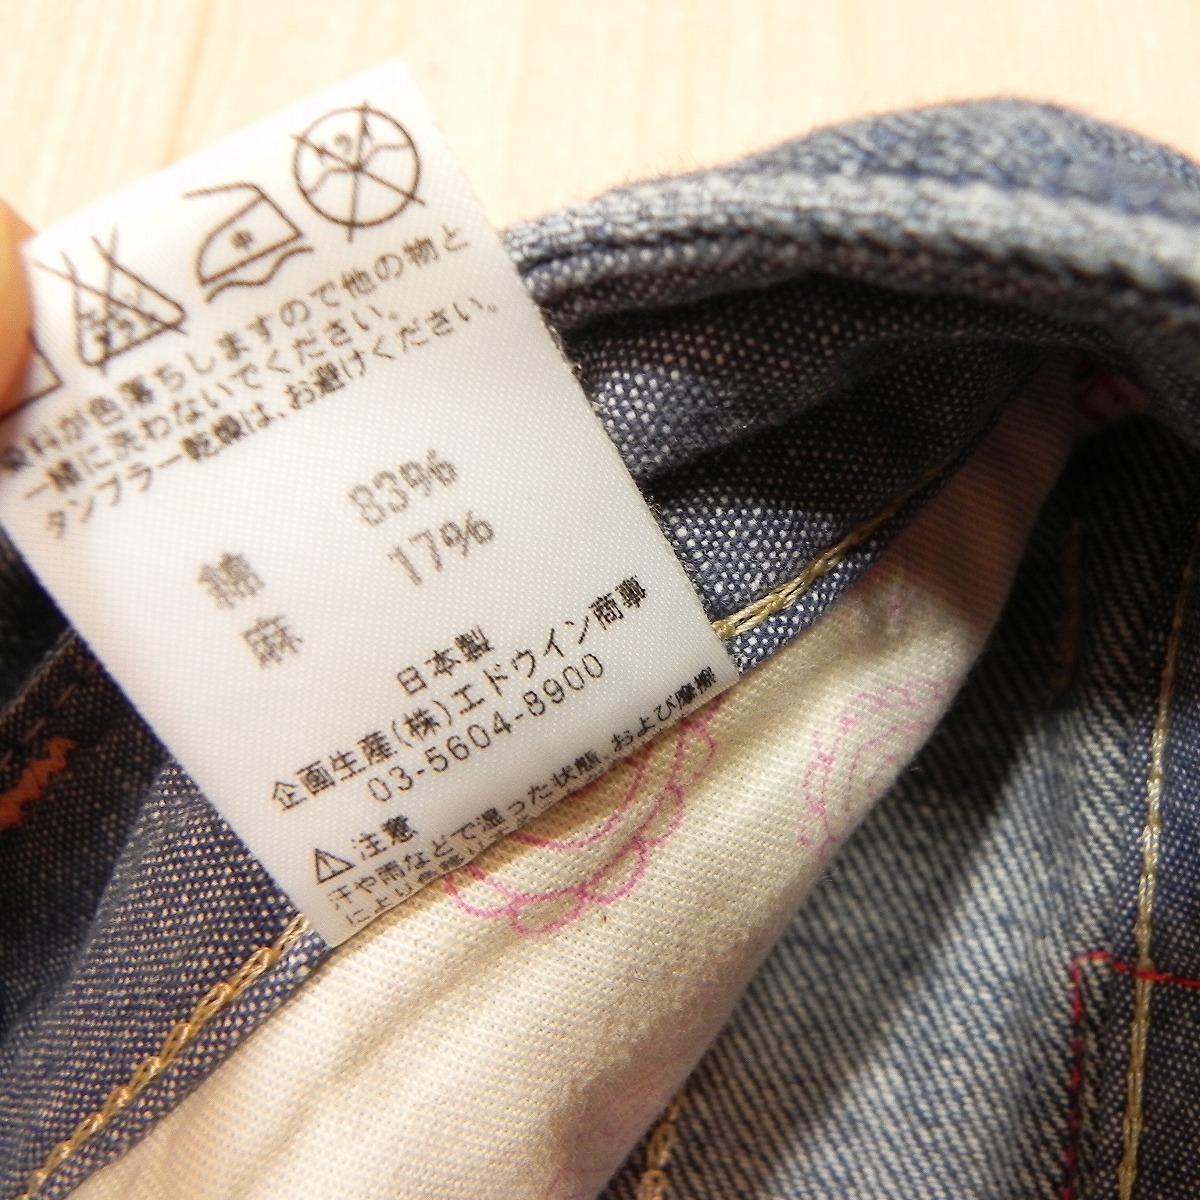 染料が色落ちしますので他の物と
一緒に洗わないでください。
タンブラー乾燥は、お避けください。
綿 83%
麻 17%
日本製
企画生産(株)エドウイン商事
03-5604-8900
⚠注意
汗や雨などで湿った状態、および摩擦
により